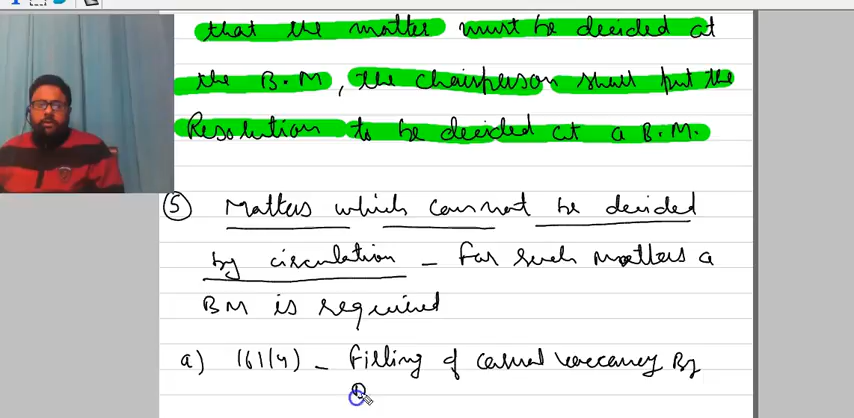 that the matter must be decided at
the B.M, the chairperson shall put the
Resolution to be decided at a B.M.
⑤ Matters which cannot be decided
by circulation - For such Matters a
BM is required
a) 161(4) - Filling of casual vacancy By